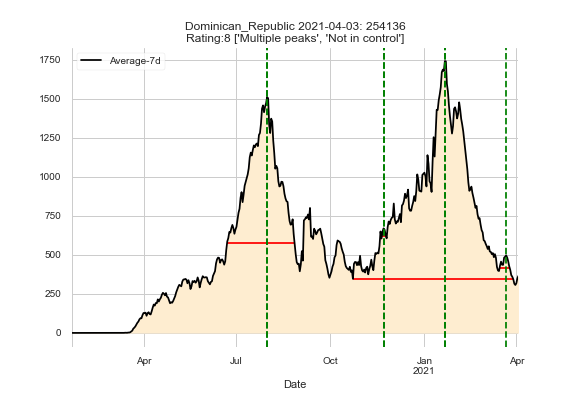 Dominican_Republic 2021-04-03: 254136
Rating:8 ['Multiple peaks', 'Not in control']
Average-7d
1750
1500
1250
1000
750
500
250
0
Apr
Jul
Oct
Jan
2021
Apr
Date